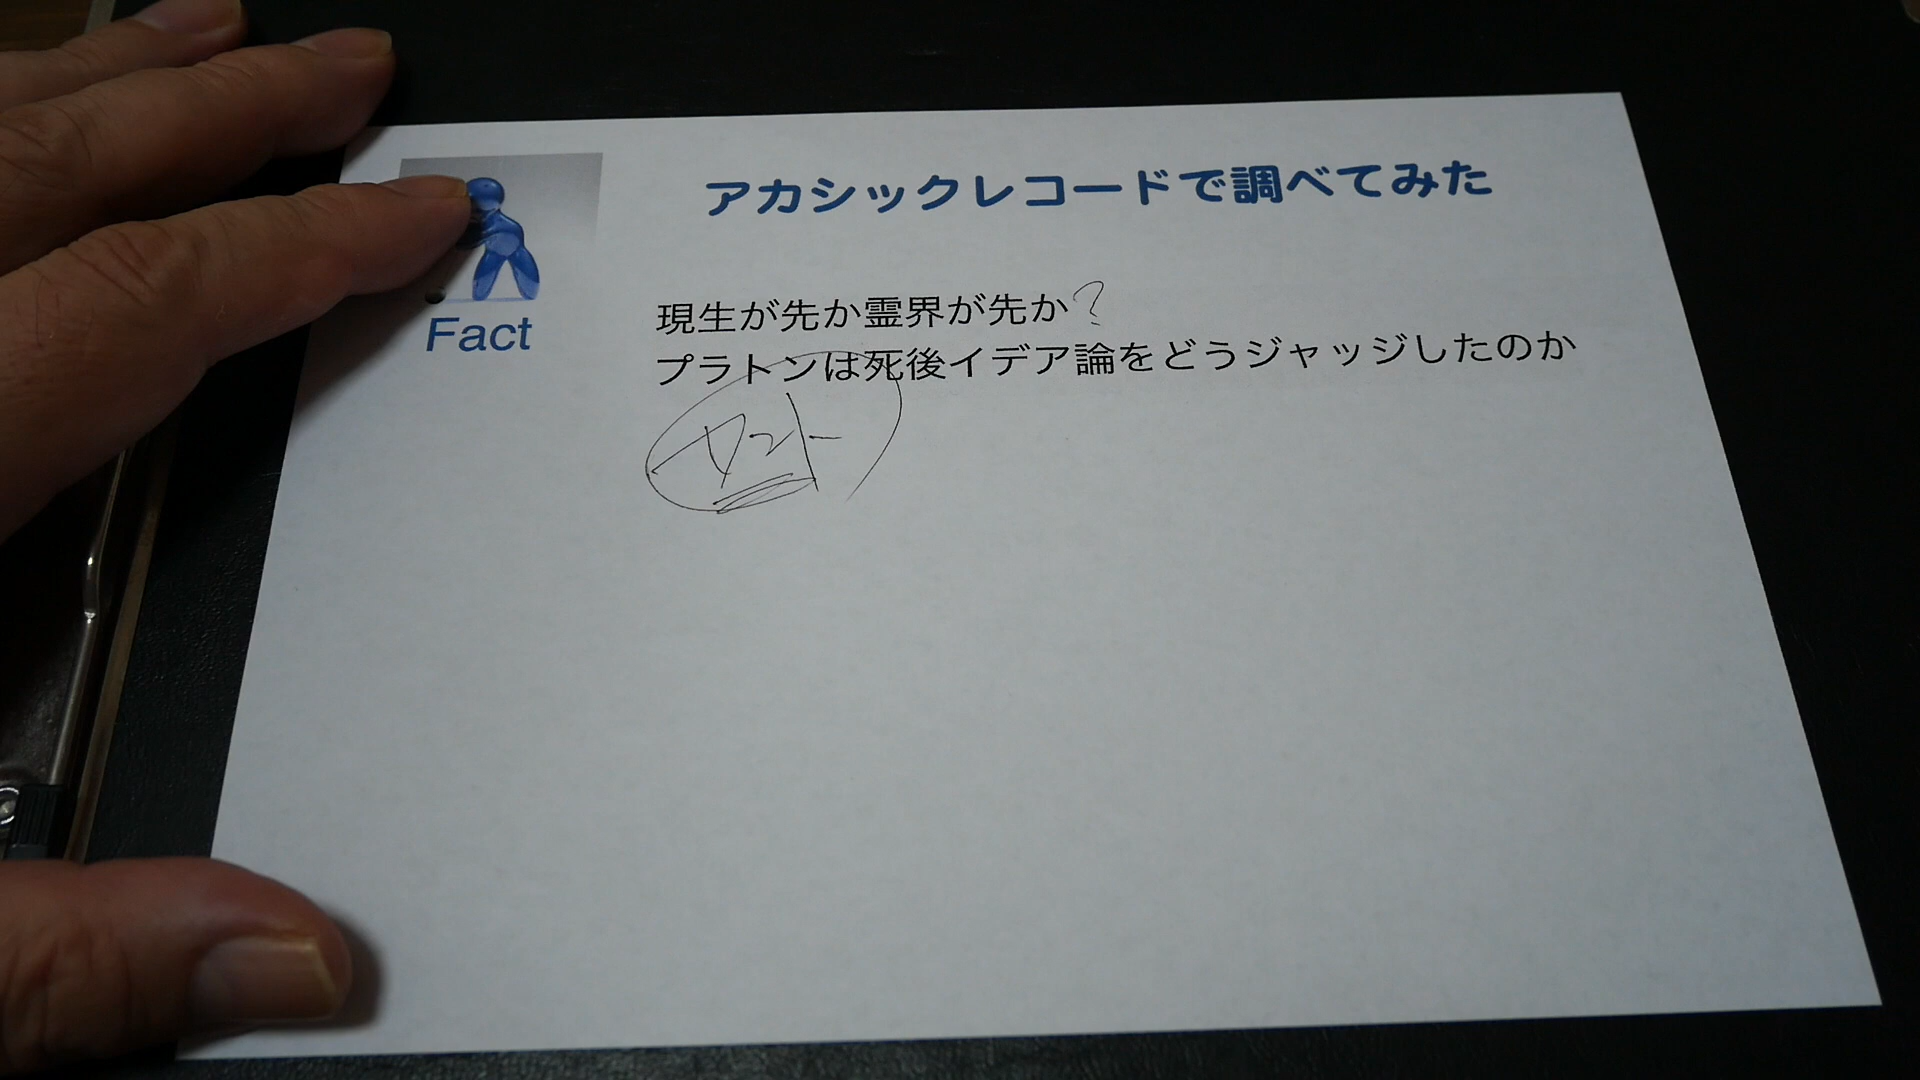 アカシックレコードで調べてみた
Fact
現生が先か霊界が先か?
プラトンは死後イデア論をどうジャッジしたのか